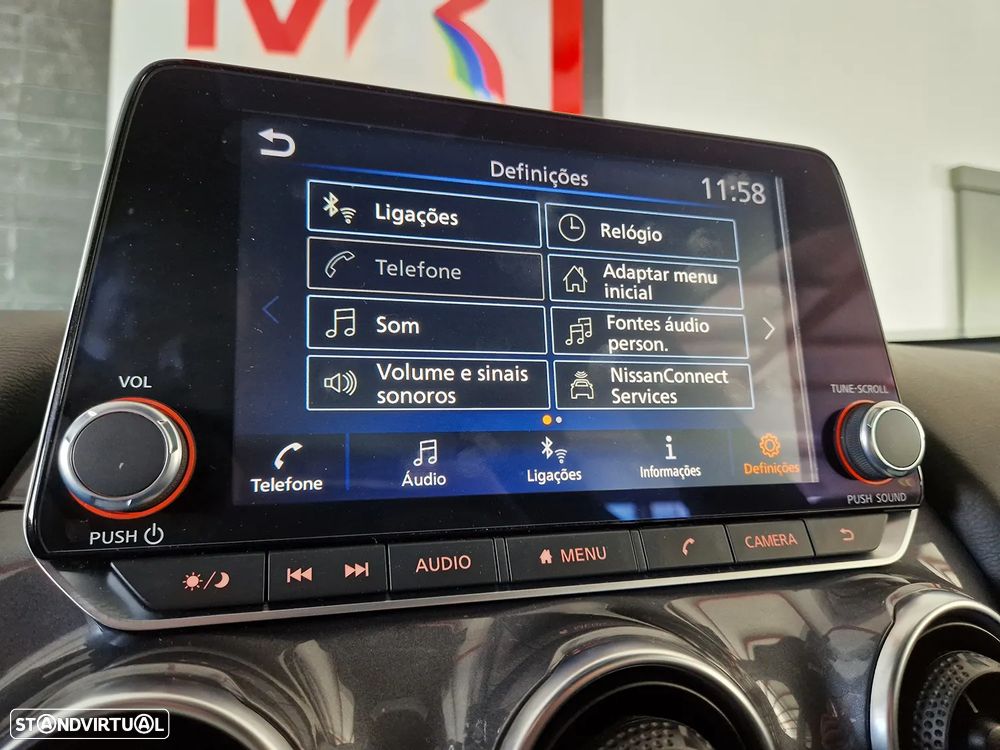 Definições
11:58
Ligações
Relógio
Telefone
Adaptar menu
inicial
Som
Fontes áudio
person.
Volume e sinais
sonoros
NissanConnect
Services
Telefone
Áudio
Ligações
Informações
Definições
VOL
PUSH
TUNE-SCROLL
PUSH SOUND
AUDIO
MENU
CAMERA
STANDVIRTUAL